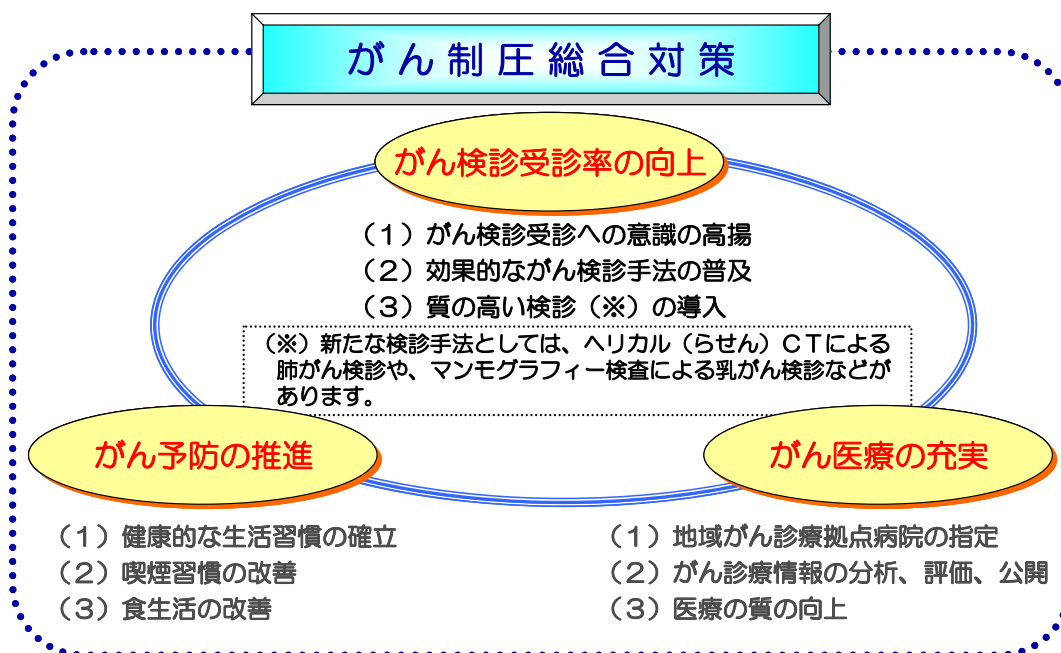 がん制圧総合対策
がん検診受診率の向上
（１）がん検診受診への意識の高揚
（２）効果的ながん検診手法の普及
（３）質の高い検診（※）の導入
（※）新たな検診手法としては、ヘリカル（らせん）ＣＴによる
肺がん検診や、マンモグラフィー検査による乳がん検診などが
あります。
がん予防の推進
（１）健康的な生活習慣の確立
（２）喫煙習慣の改善
（３）食生活の改善
がん医療の充実
（１）地域がん診療拠点病院の指定
（２）がん診療情報の分析、評価、公開
（３）医療の質の向上